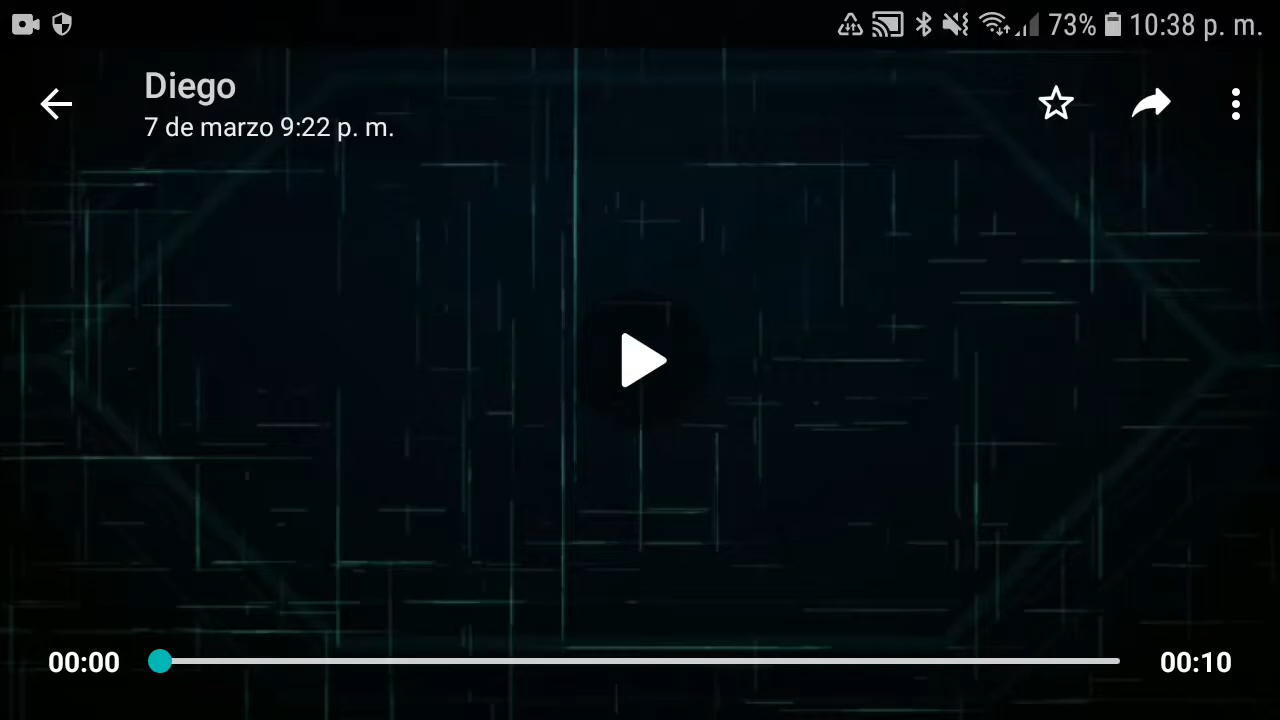 73% 10:38 p. m.
Diego
7 de marzo 9:22 p. m.
00:00
00:10